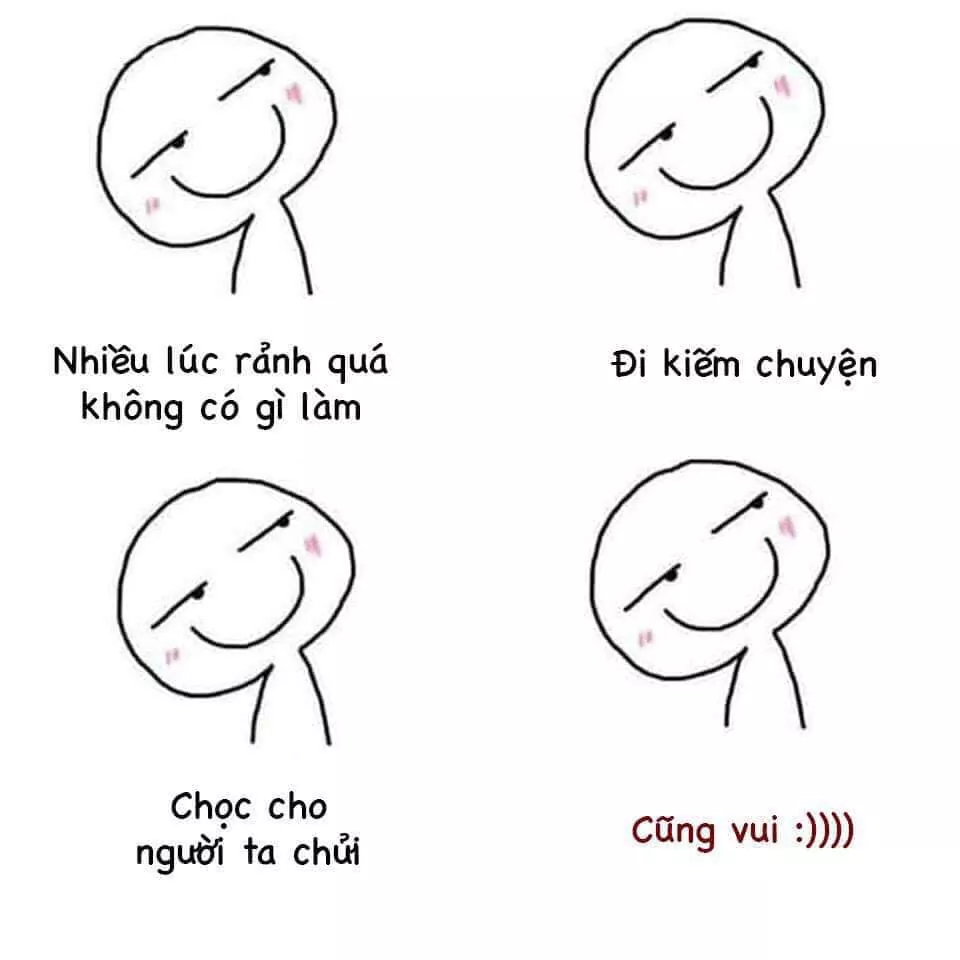 Nhiều lúc rảnh quá
không có gì làm
Đi kiếm chuyện
Chọc cho
người ta chửi
Cũng vui :))))